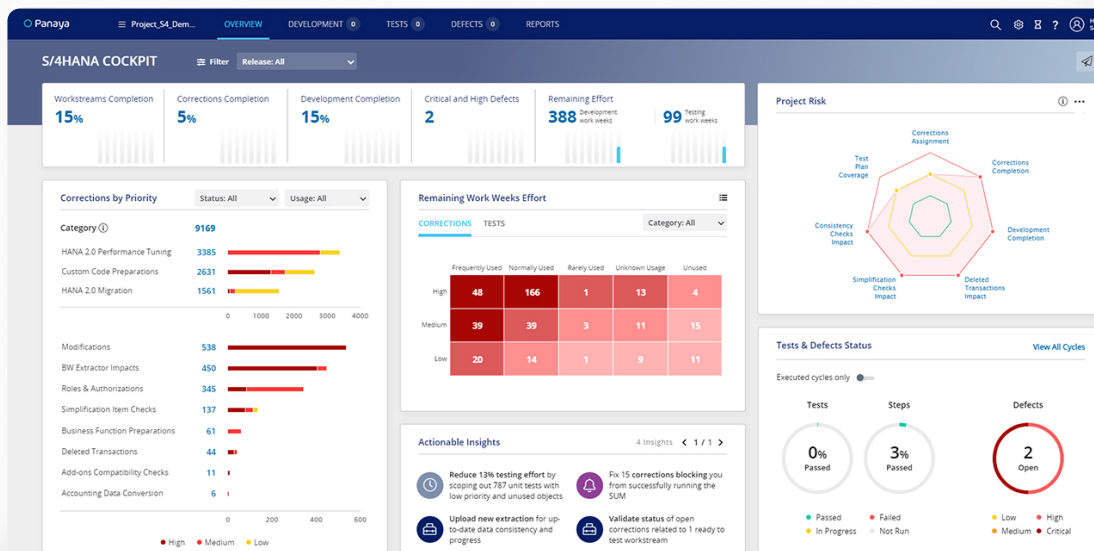 Panaya
Project_S4_Dem...
OVERVIEW
DEVELOPMENT 0
TESTS 0
DEFECTS 0
REPORTS
?
S/4HANA COCKPIT
Filter
Release: All
Workstreams Completion
15%
Corrections Completion
5%
Development Completion
15%
Critical and High Defects
2
Remaining Effort
388 Development
work weeks
99 Testing
work weeks
Corrections by Priority
Status: All
Usage: All
Category
9169
HANA 2.0 Performance Tuning 3385
Custom Code Preparations 2631
HANA 2.0 Migration 1561
0 1000 2000 3000 4000
Modifications 538
BW Extractor Impacts 450
Roles & Authorizations 345
Simplification Item Checks 137
Business Function Preparations 61
Deleted Transactions 44
Add-ons Compatibility Checks 11
Accounting Data Conversion 6
0 200 400 600
High Medium Low
Remaining Work Weeks Effort
CORRECTIONS TESTS
Category: All
Frequently Used Normally Used Rarely Used Unknown Usage Unused
High 48 166 1 13 4
Medium 39 39 3 11 15
Low 20 14 1 9 11
Actionable Insights
4 Insights < 1 / 1 >
Reduce 13% testing effort by
scoping out 787 unit tests with
low priority and unused objects
Fix 15 corrections blocking you
from successfully running the
SUM
Upload new extraction for up-
to-date data consistency and
progress
Validate status of open
corrections related to 1 ready to
test workstream
Project Risk
Corrections
Assignment
Corrections
Completion
Development
Completion
Deleted
Transactions
Impact
Simplification
Checks
Impact
Consistency
Checks
Impact
Test
Plan
Coverage
Tests & Defects Status
View All Cycles
Executed cycles only
Tests
0%
Passed
Steps
3%
Passed
Defects
2
Open
Passed Failed
In Progress Not Run
Low High
Medium Critical